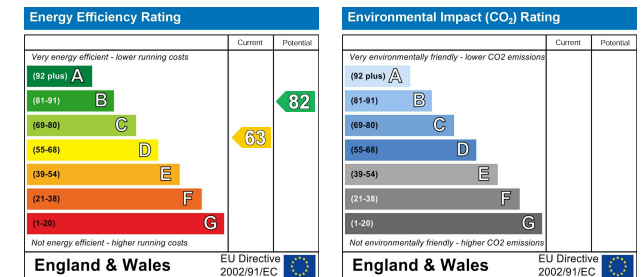 Energy Efficiency Rating
Current Potential
Very energy efficient - lower running costs
(92 plus) A
(81-91) B
82
(69-80) C
63
(55-68) D
(39-54) E
(21-38) F
(1-20) G
Not energy efficient - higher running costs
England & Wales
EU Directive
2002/91/EC
Environmental Impact (CO₂) Rating
Current Potential
Very environmentally friendly - lower CO2 emissions
(92 plus) A
(81-91) B
(69-80) C
(55-68) D
(39-54) E
(21-38) F
(1-20) G
Not environmentally friendly - higher CO2 emissions
England & Wales
EU Directive
2002/91/EC